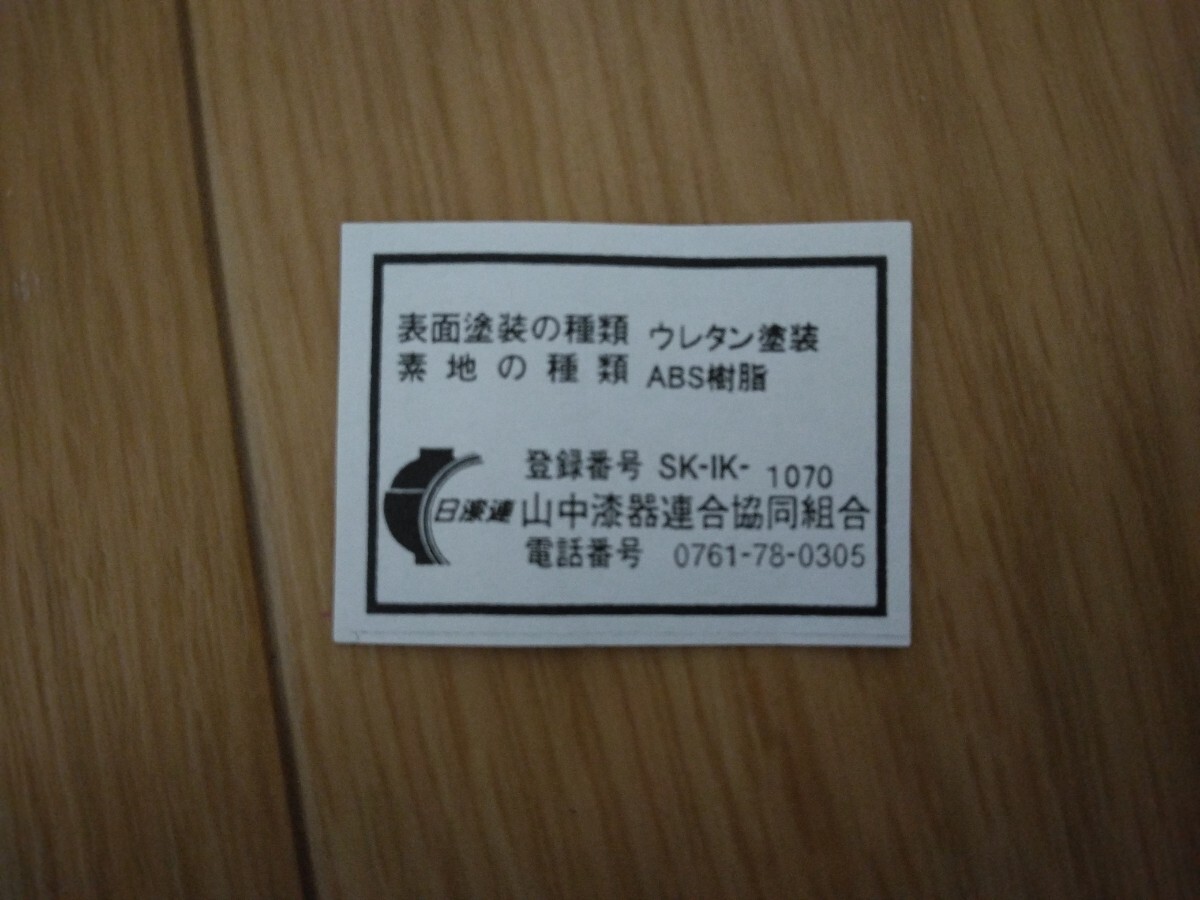 表面塗装の種類 ウレタン塗装
素地の種類 ABS樹脂
登録番号 SK-IK- 1070
日漆連 山中漆器連合協同組合
電話番号 0761-78-0305